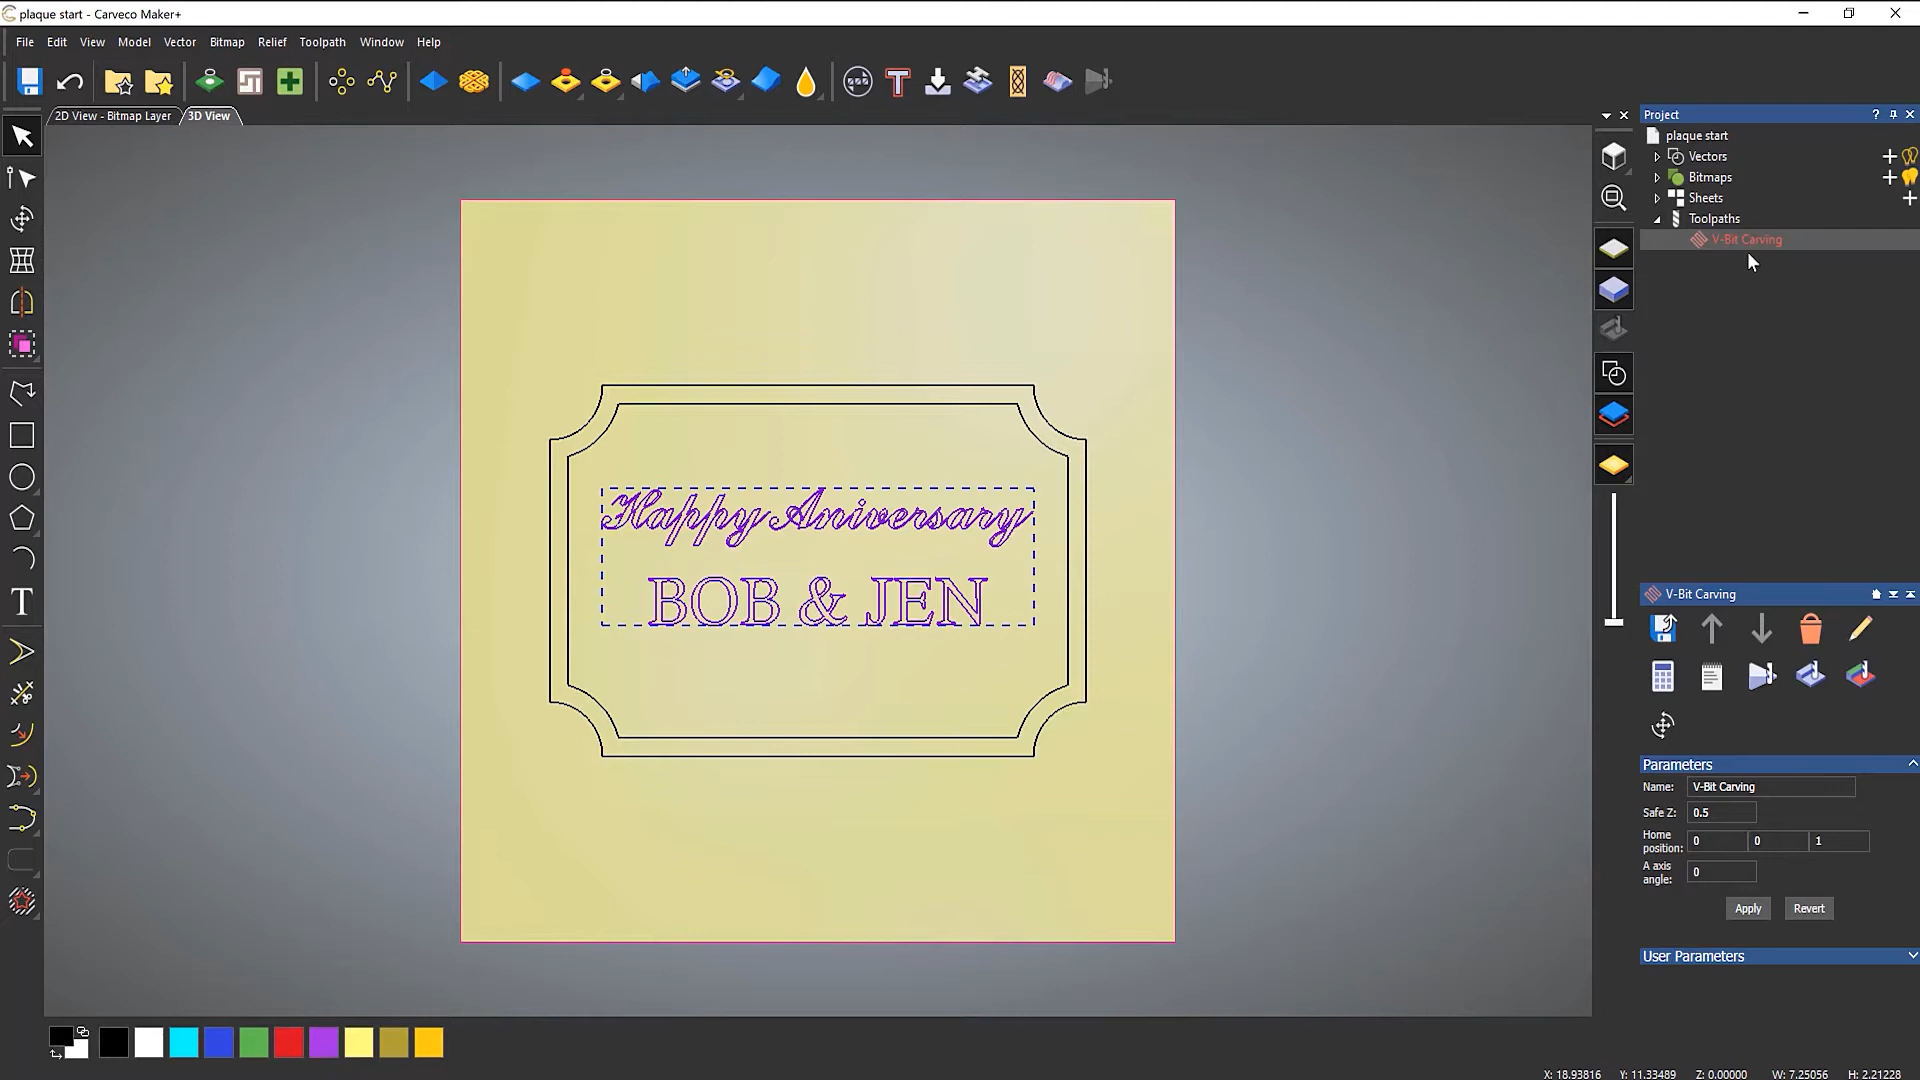 plaque start - Carveco Maker+
File Edit View Model Vector Bitmap Relief Toolpath Window Help
2D View - Bitmap Layer 3D View
Project ?
plaque start
Vectors
Bitmaps
Sheets
Toolpaths
V-Bit Carving
Happy Aniversary
BOB & JEN
T
V-Bit Carving
Parameters
Name: V-Bit Carving
Safe Z: 0.5
Home position: 0 0 1
A axis angle: 0
Apply Revert
User Parameters
X: 18.93816 Y: 11.33489 Z: 0.00000 W: 7.25056 H: 2.21228